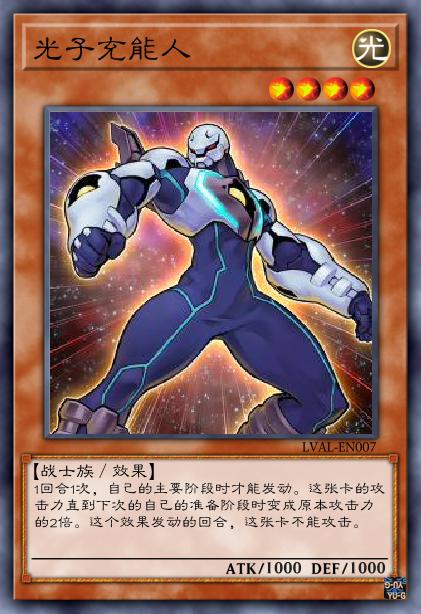 光子充能人
光
LVAL-EN007
【战士族／效果】
1回合1次，自己的主要阶段时才能发动。这张卡的攻
击力直到下次的自己的准备阶段时变成原本攻击力
的2倍。这个效果发动的回合，这张卡不能攻击。
ATK/1000 DEF/1000